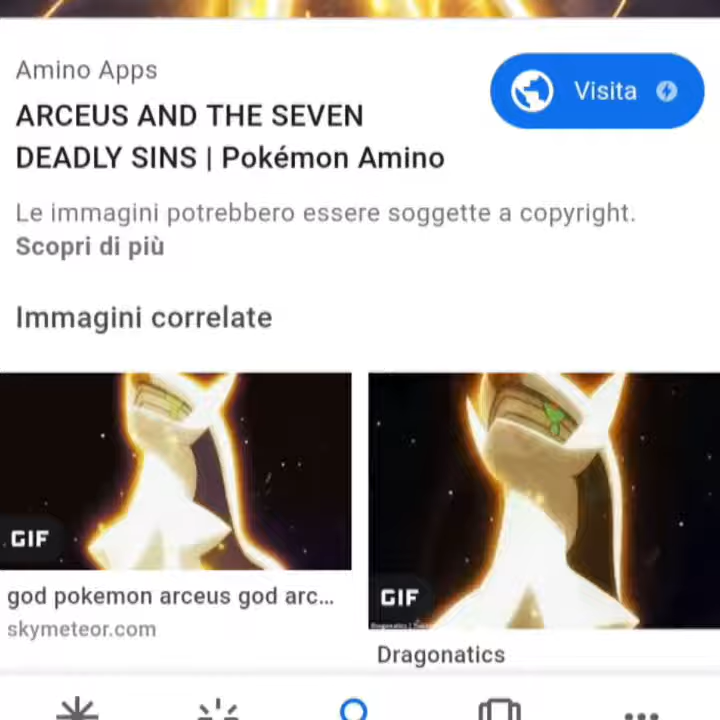 Amino Apps
Visita
ARCEUS AND THE SEVEN
DEADLY SINS | Pokémon Amino
Le immagini potrebbero essere soggette a copyright.
Scopri di più
Immagini correlate
GIF
god pokemon arceus god arc...
skymeteor.com
GIF
Dragonatics